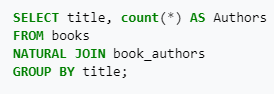 SELECT title, count(*) AS Authors
FROM books
NATURAL JOIN book_authors
GROUP BY title;